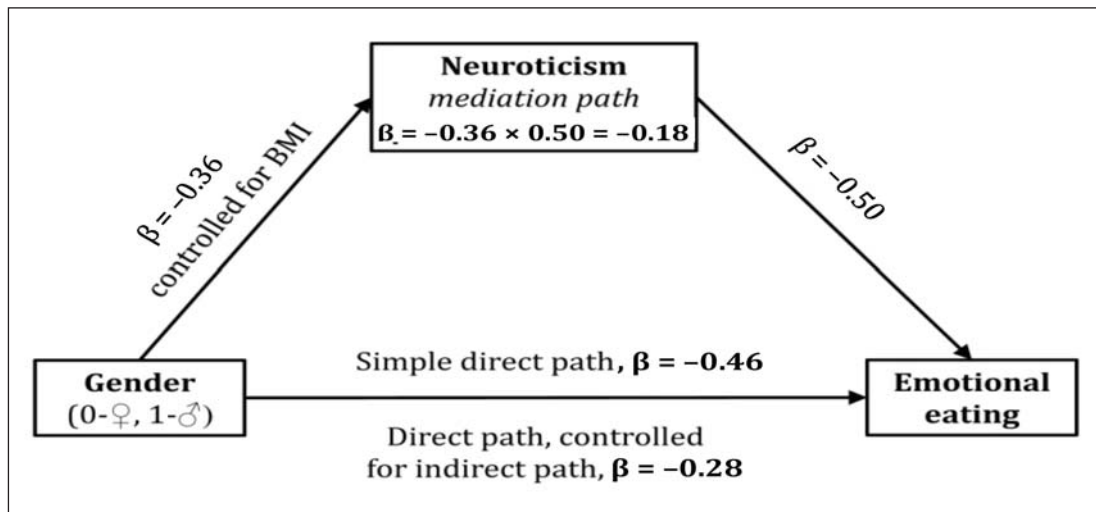 Neuroticism
mediation path
β = −0.36 × 0.50 = −0.18
β = −0.36
controlled for BMI
β = −0.50
Gender
(0-♀, 1-♂)
Simple direct path, β = −0.46
Direct path, controlled
for indirect path, β = −0.28
Emotional
eating